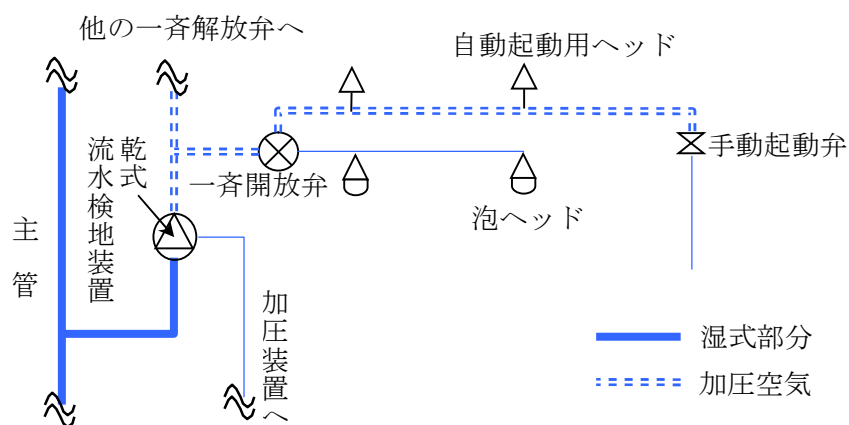 他の一斉解放弁へ
自動起動用ヘッド
手動起動弁
乾式
流水検地装置
一斉開放弁
泡ヘッド
主管
加圧装置へ
湿式部分
加圧空気